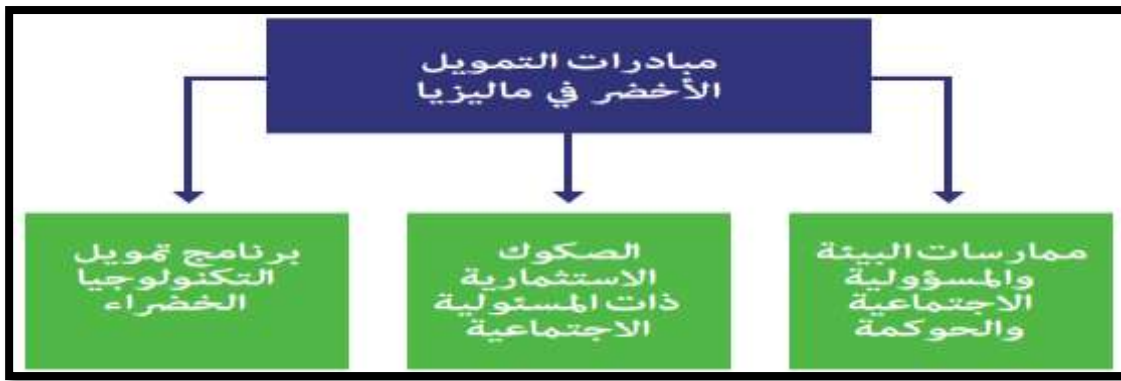 مبادرات التمويل
الأخضر في ماليزيا
ممارسات البيئة
والمسؤولية
الاجتماعية
والحوكمة
الصكوك
الاستثمارية
ذات المسئولية
الاجتماعية
برنامج تمويل
التكنولوجيا
الخضراء